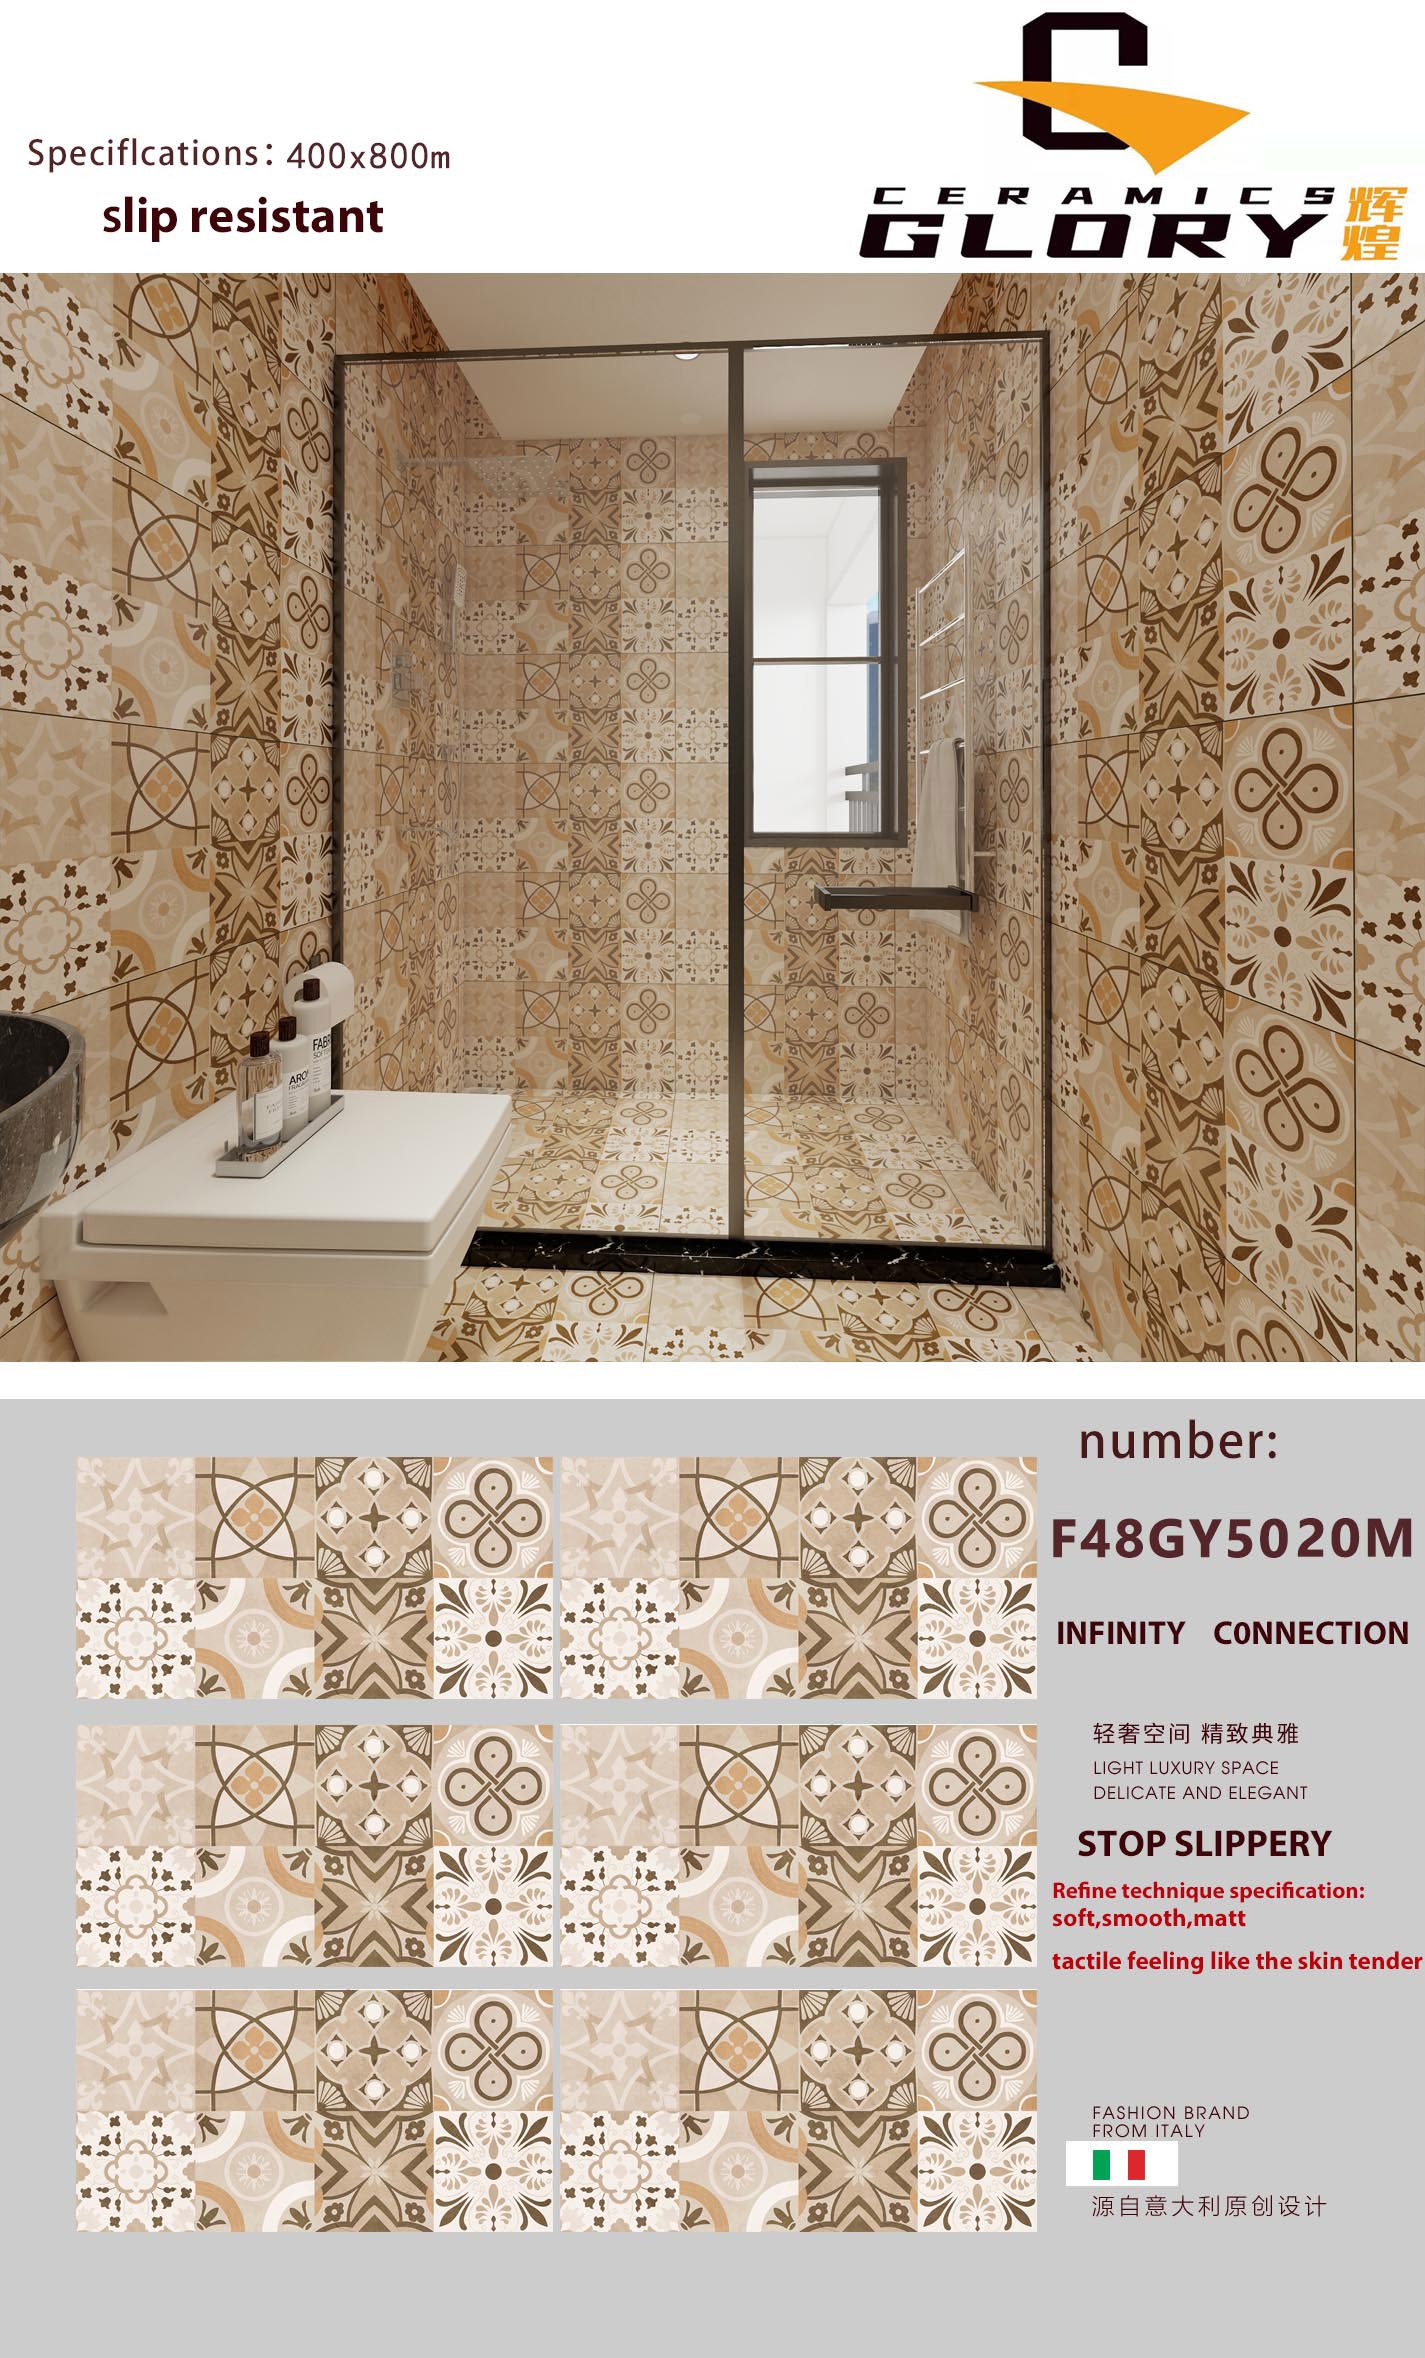 Speciflcations: 400x800m
slip resistant
CERAMICS
GLORY 辉煌
FABR
ARO
number:
F48GY5020M
INFINITY C0NNECTION
轻奢空间 精致典雅
LIGHT LUXURY SPACE
DELICATE AND ELEGANT
STOP SLIPPERY
Refine technique specification:
soft,smooth,matt
tactile feeling like the skin tender
FASHION BRAND
FROM ITALY
源自意大利原创设计